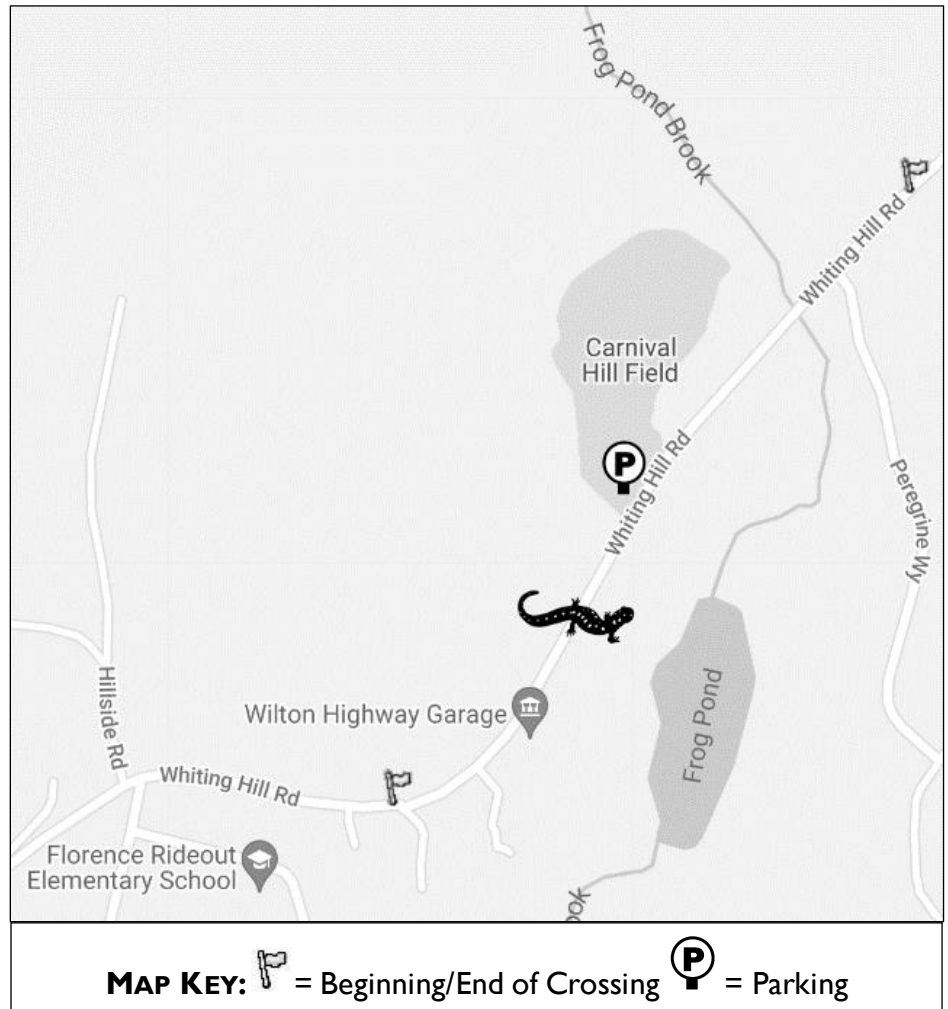 Frog Pond Brook
Whiting Hill Rd
Carnival
Hill Field
P
Whiting Hill Rd
Peregrine Wy
Hillside Rd
Wilton Highway Garage
Frog Pond
Whiting Hill Rd
Florence Rideout
Elementary School
ook
MAP KEY: = Beginning/End of Crossing P = Parking